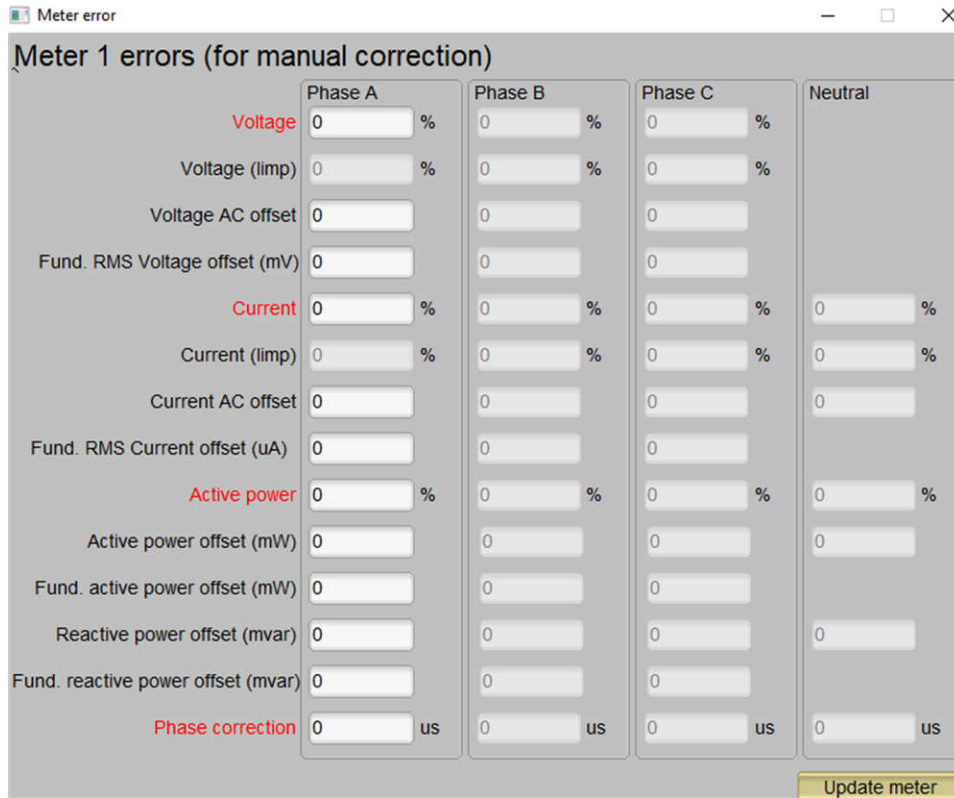 Meter error
Meter 1 errors (for manual correction)
Phase A Phase B Phase C Neutral
Voltage 0 % 0 % 0 %
Voltage (limp) 0 % 0 % 0 %
Voltage AC offset 0 0 0
Fund. RMS Voltage offset (mV) 0 0 0
Current 0 % 0 % 0 % 0 %
Current (limp) 0 % 0 % 0 % 0 %
Current AC offset 0 0 0 0
Fund. RMS Current offset (uA) 0 0 0
Active power 0 % 0 % 0 % 0 %
Active power offset (mW) 0 0 0 0
Fund. active power offset (mW) 0 0 0
Reactive power offset (mvar) 0 0 0 0
Fund. reactive power offset (mvar) 0 0 0
Phase correction 0 us 0 us 0 us 0 us
Update meter